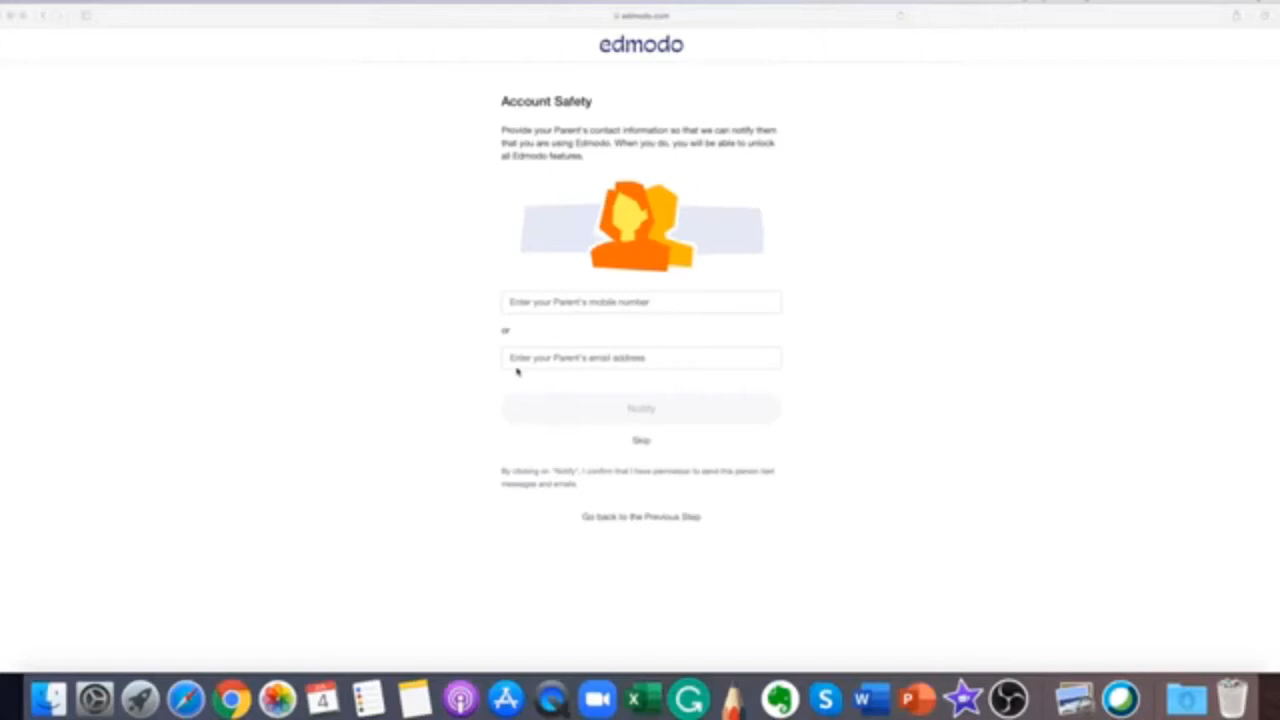 edmodo.com
edmodo
Account Safety
Provide your Parent's contact information so that we can notify them
that you are using Edmodo. When you do, you will be able to unlock
all Edmodo features.
Enter your Parent's mobile number
or
Enter your Parent's email address
Notify
Skip
By clicking on "Notify", I confirm that I have permission to send this person text
messages and emails.
Go back to the Previous Step
4
X
G
S
W
P